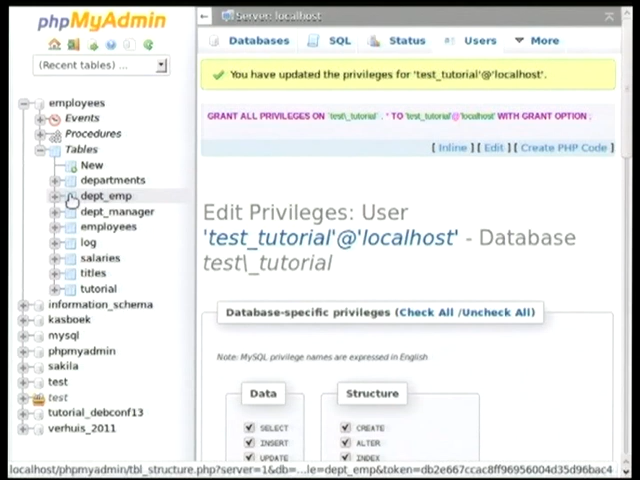 phpMyAdmin
(Recent tables) ...
employees
Events
Procedures
Tables
New
departments
dept_emp
dept_manager
employees
log
salaries
titles
tutorial
information_schema
kasboek
mysql
phpmyadmin
sakila
test
test
tutorial_debconf13
verhuis_2011
Server: localhost
Databases SQL Status Users More
You have updated the privileges for 'test_tutorial'@'localhost'.
GRANT ALL PRIVILEGES ON `test\_tutorial` . * TO 'test_tutorial'@'localhost' WITH GRANT OPTION ;
[ Inline ] [ Edit ] [ Create PHP Code ]
Edit Privileges: User
'test_tutorial'@'localhost' - Database
test\_tutorial
Database-specific privileges (Check All /Uncheck All)
Note: MySQL privilege names are expressed in English
Data Structure
SELECT CREATE
INSERT ALTER
UPDATE INDEX
localhost/phpmyadmin/tbl_structure.php?server=1&db=...le=dept_emp&token=db2e667ccac8ff96956004d35d96bac4